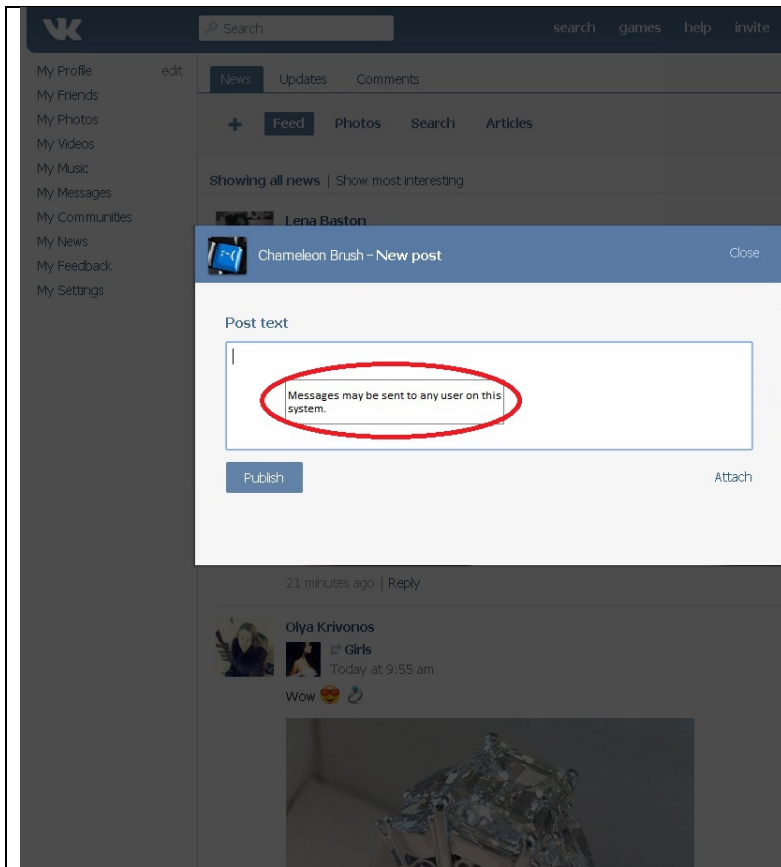 VK
Search
search games help invite
My Profile edit
My Friends
My Photos
My Videos
My Music
My Messages
My Communities
My News
My Feedback
My Settings
News Updates Comments
+ Feed Photos Search Articles
Showing all news | Show most interesting
Lena Baston
Chameleon Brush – New post Close
Post text
Messages may be sent to any user on this
system.
Publish
Attach
21 minutes ago | Reply
Olya Krivonos
Girls
Today at 9:55 am
Wow 😍 💍